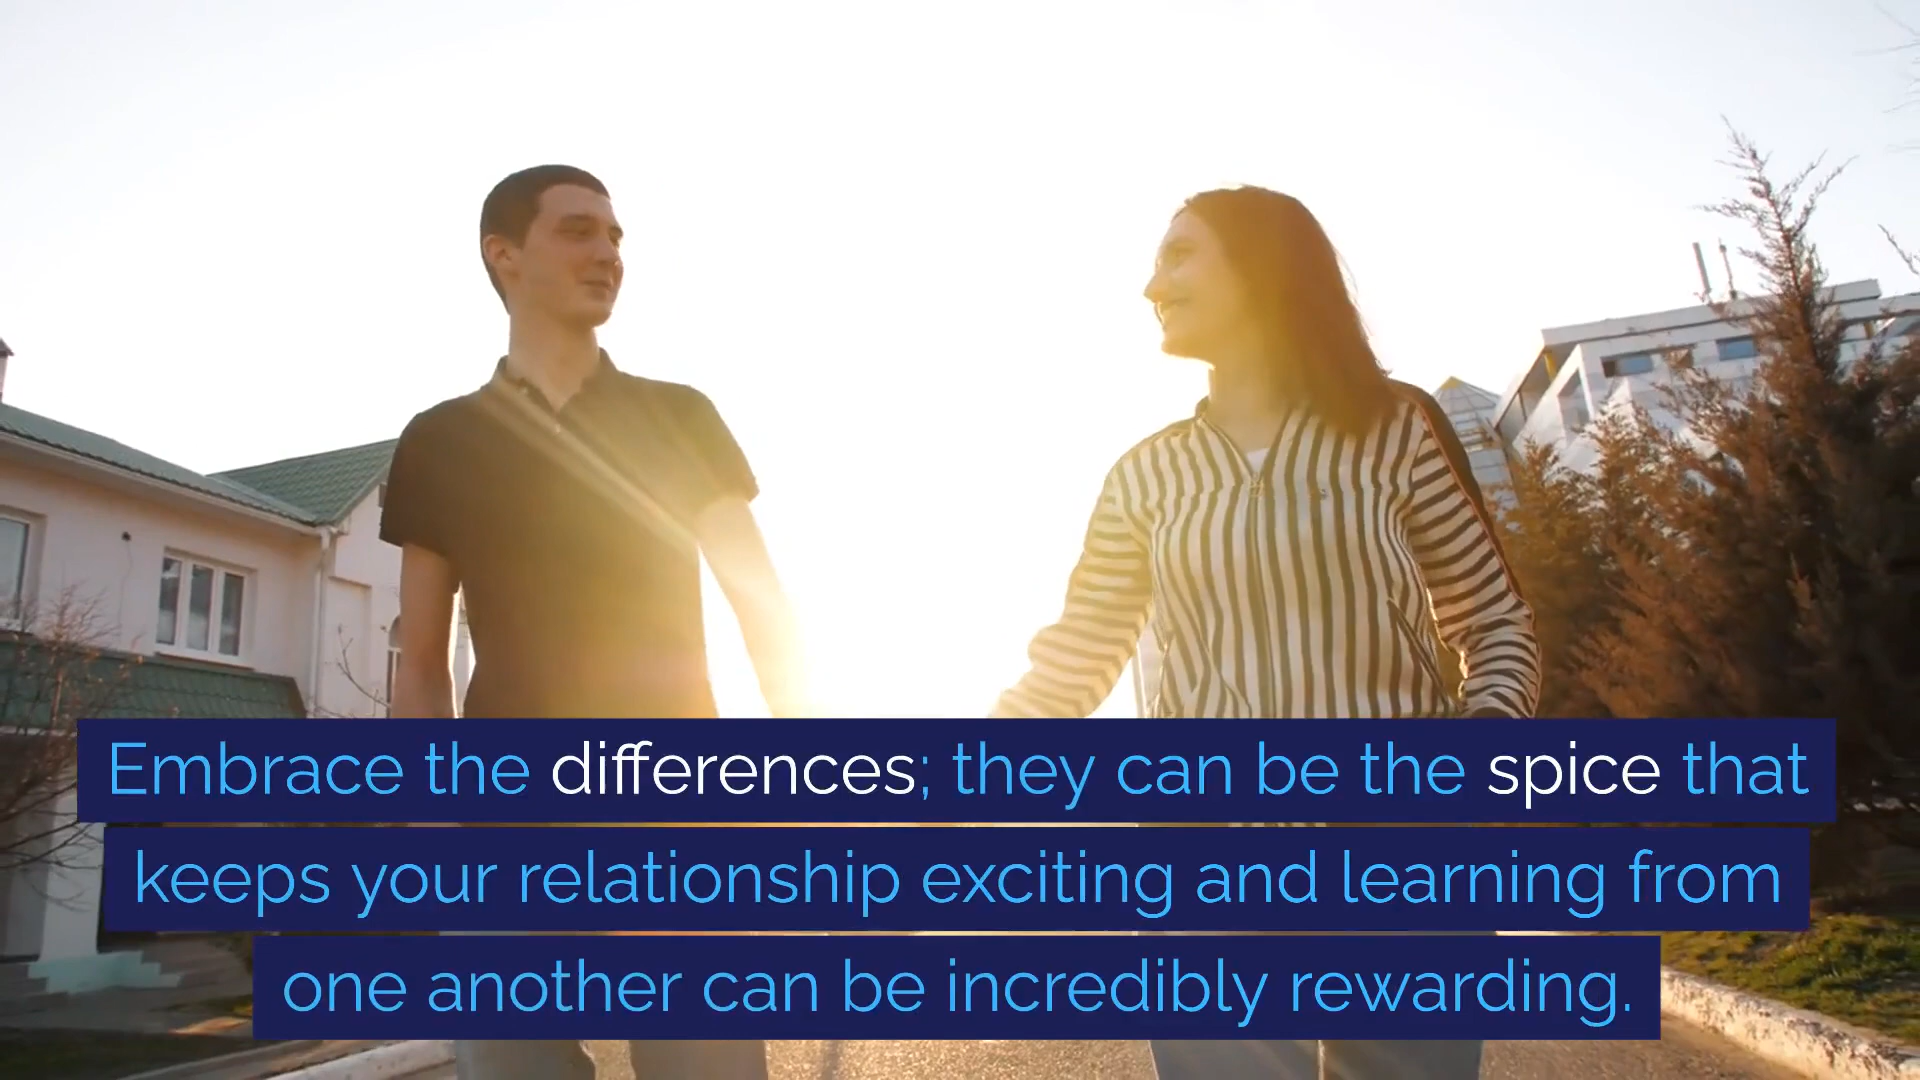 Embrace the differences; they can be the spice that
keeps your relationship exciting and learning from
one another can be incredibly rewarding.